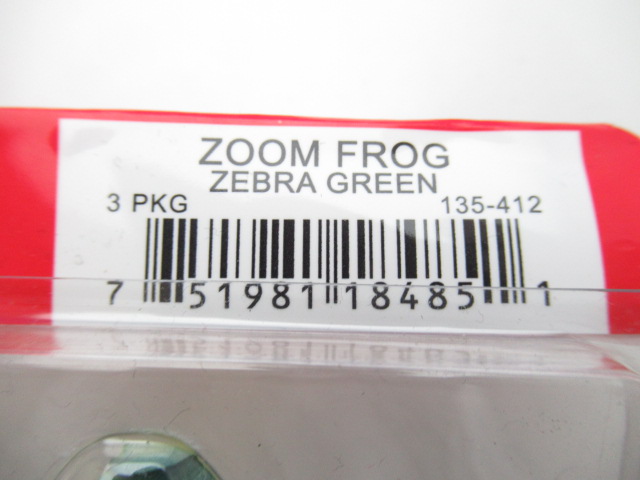 ZOOM FROG
ZEBRA GREEN
3 PKG 135-412
7 51981 18485 1